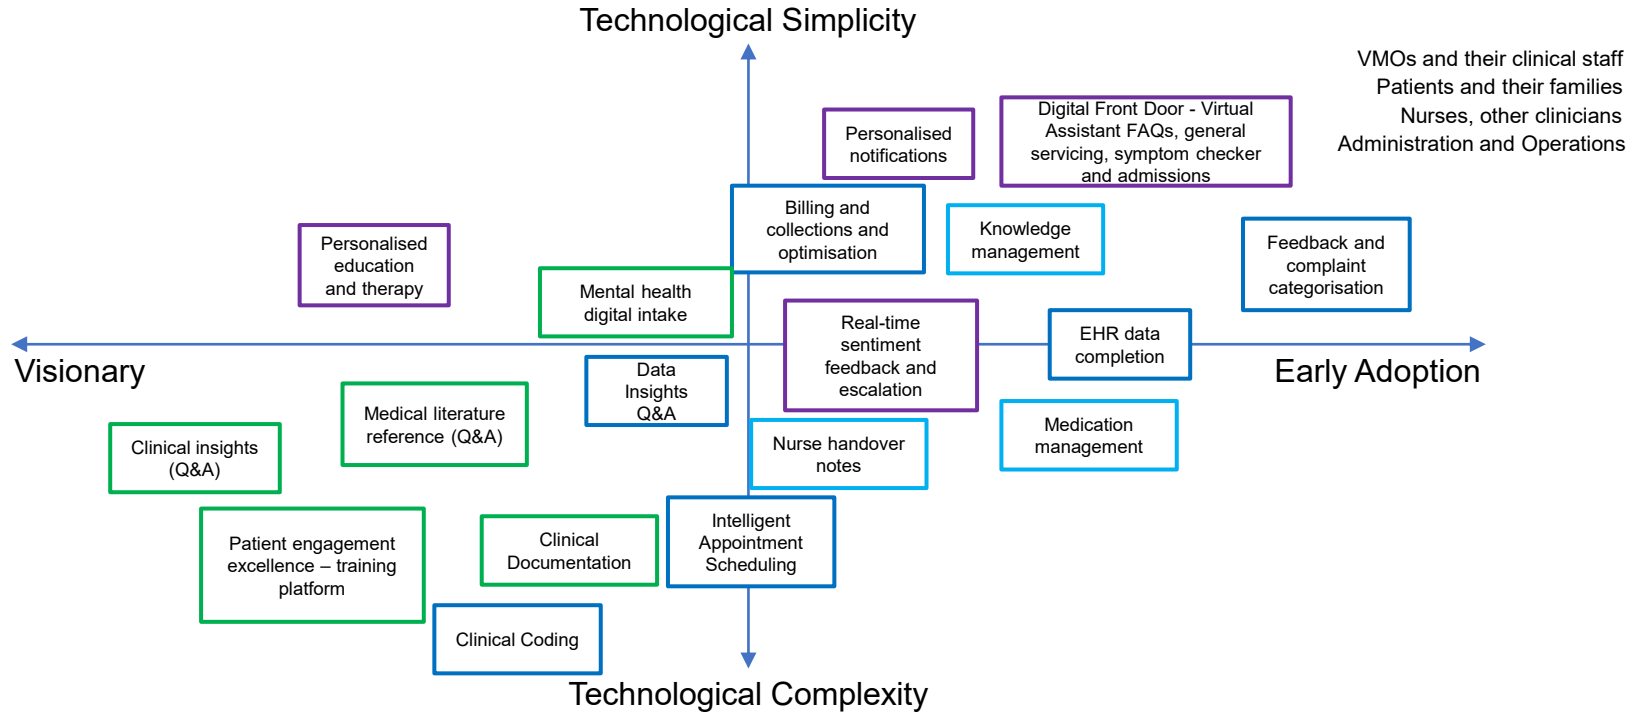 Technological Simplicity
VMOs and their clinical staff
Patients and their families
Nurses, other clinicians
Administration and Operations
Personalised
notifications
Digital Front Door - Virtual
Assistant FAQs, general
servicing, symptom checker
and admissions
Billing and
collections and
optimisation
Knowledge
management
Feedback and
complaint
categorisation
Personalised
education
and therapy
Mental health
digital intake
Real-time
sentiment
feedback and
escalation
EHR data
completion
Visionary
Early Adoption
Data
Insights
Q&A
Medical literature
reference (Q&A)
Clinical insights
(Q&A)
Nurse handover
notes
Medication
management
Patient engagement
excellence – training
platform
Clinical
Documentation
Intelligent
Appointment
Scheduling
Clinical Coding
Technological Complexity